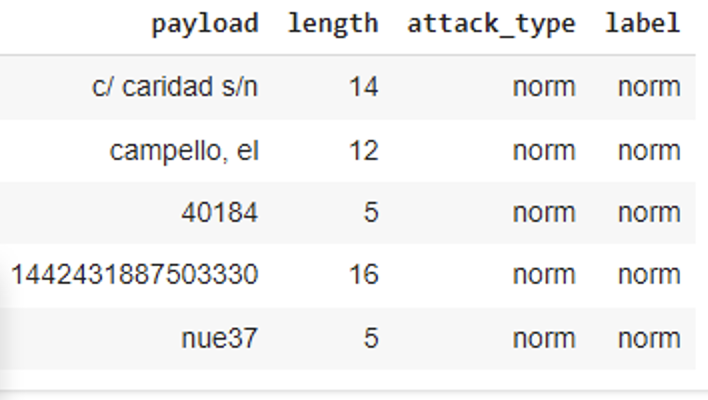 payload length attack_type label
c/ caridad s/n 14 norm norm
campello, el 12 norm norm
40184 5 norm norm
1442431887503330 16 norm norm
nue37 5 norm norm